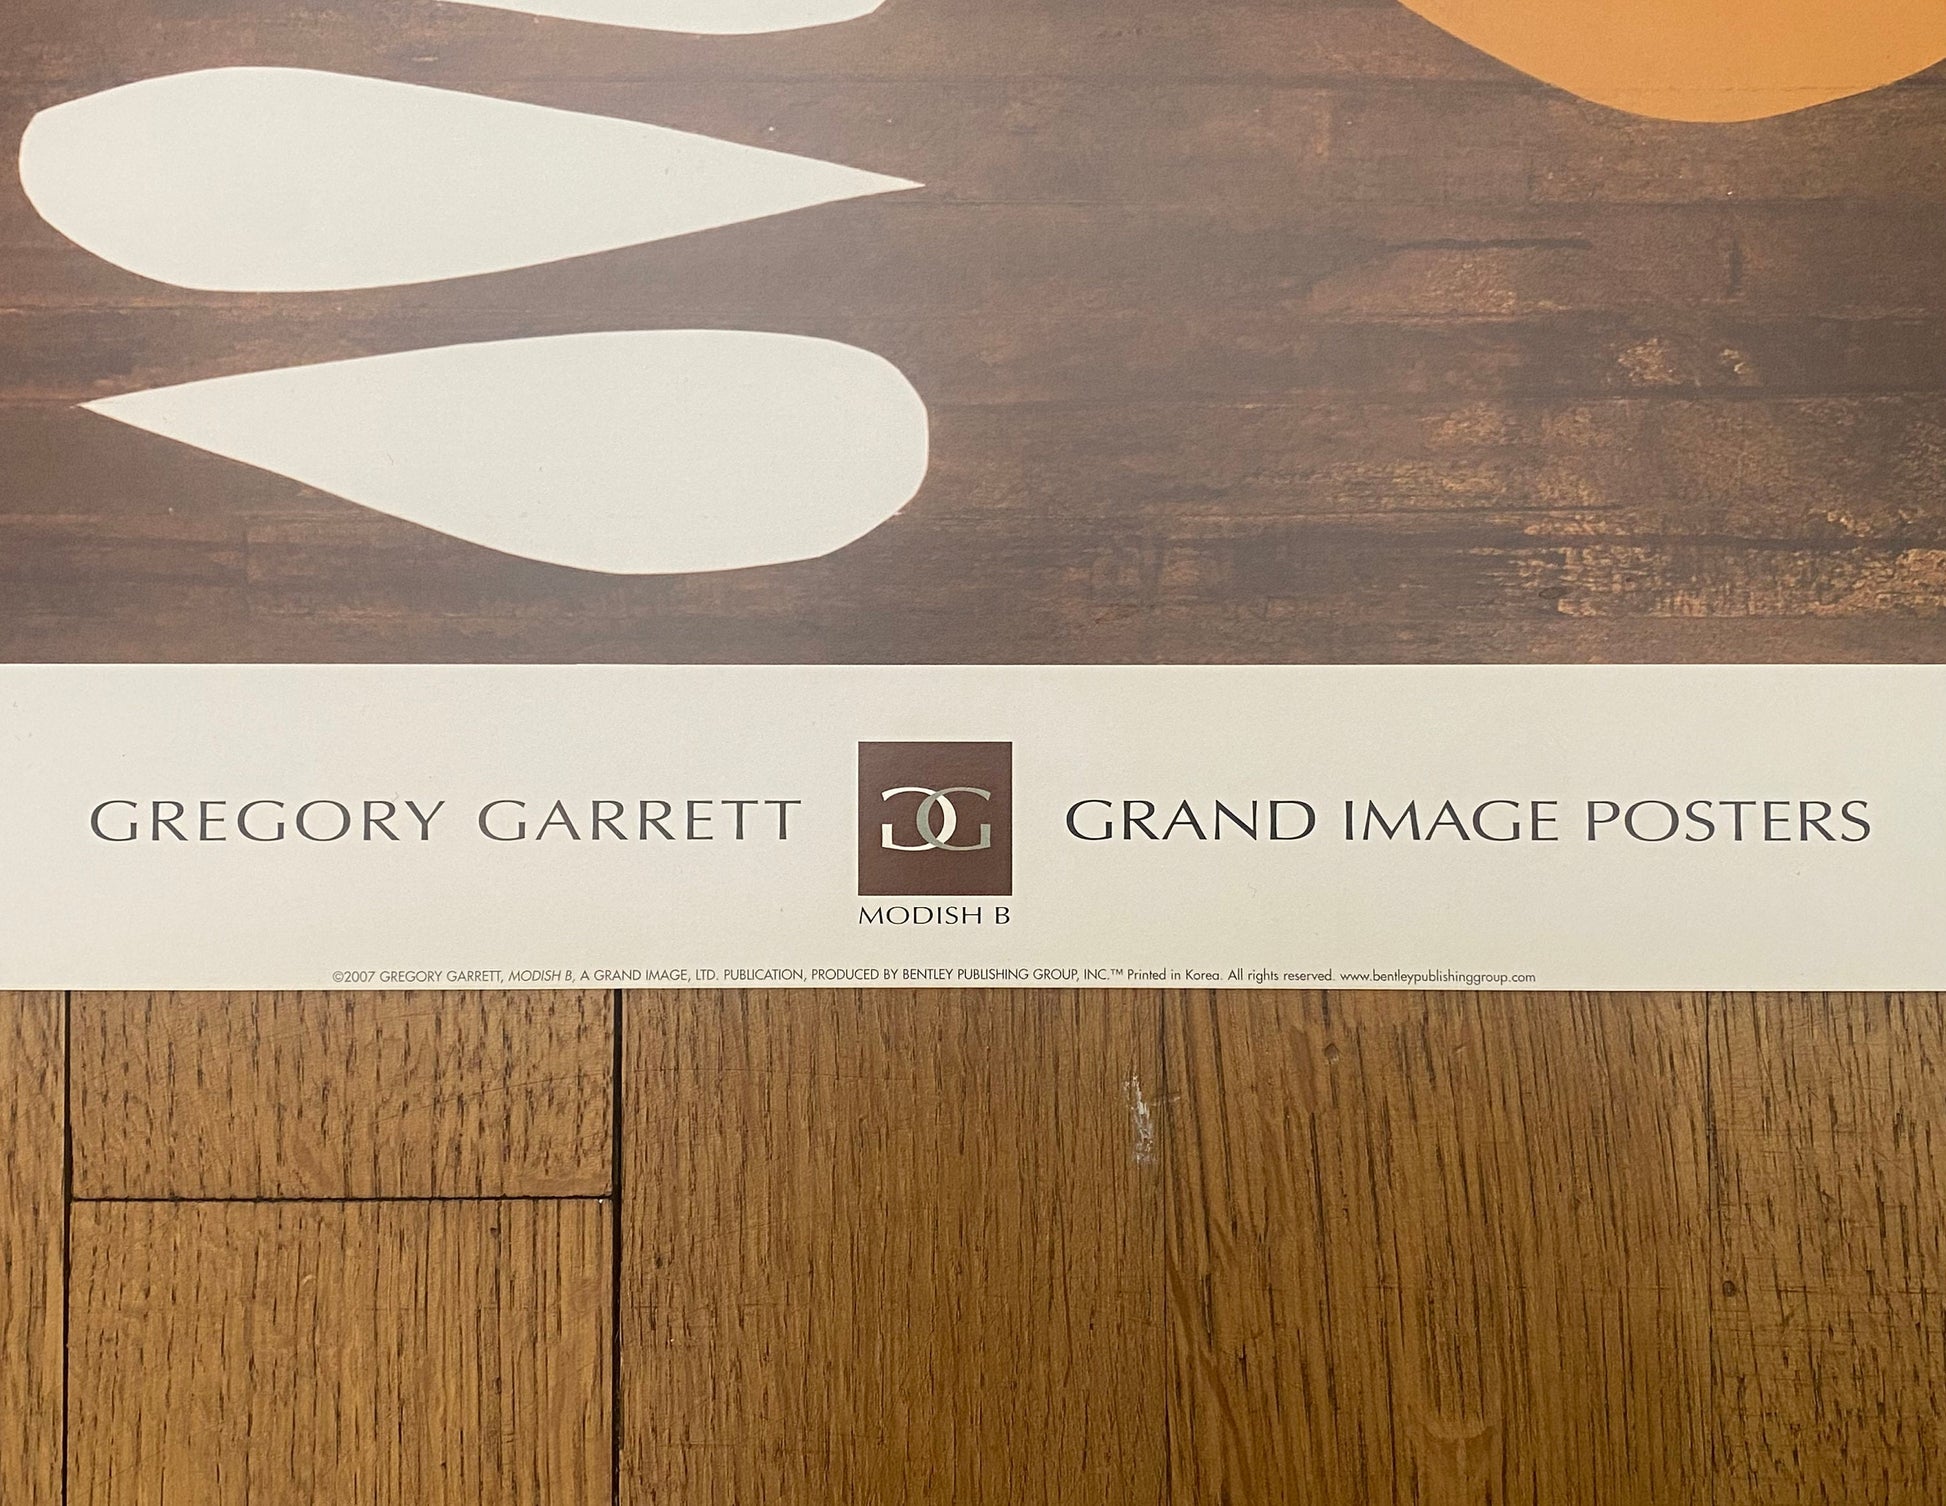 GREGORY GARRETT
GG
GRAND IMAGE POSTERS
MODISH B
©2007 GREGORY GARRETT, MODISH B, A GRAND IMAGE, LTD. PUBLICATION, PRODUCED BY BENTLEY PUBLISHING GROUP, INC.™ Printed in Korea. All rights reserved. www.bentleypublishinggroup.com